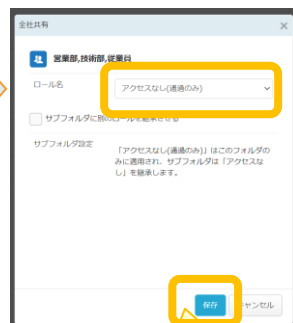 全社共有
×
営業部,技術部,従業員
ロール名
アクセスなし(通過のみ)
サブフォルダに別のロールを継承させる
サブフォルダ設定
「アクセスなし(通過のみ)」はこのフォルダの
みに適用され、サブフォルダは「アクセスな
し」を継承します。
保存
キャンセル